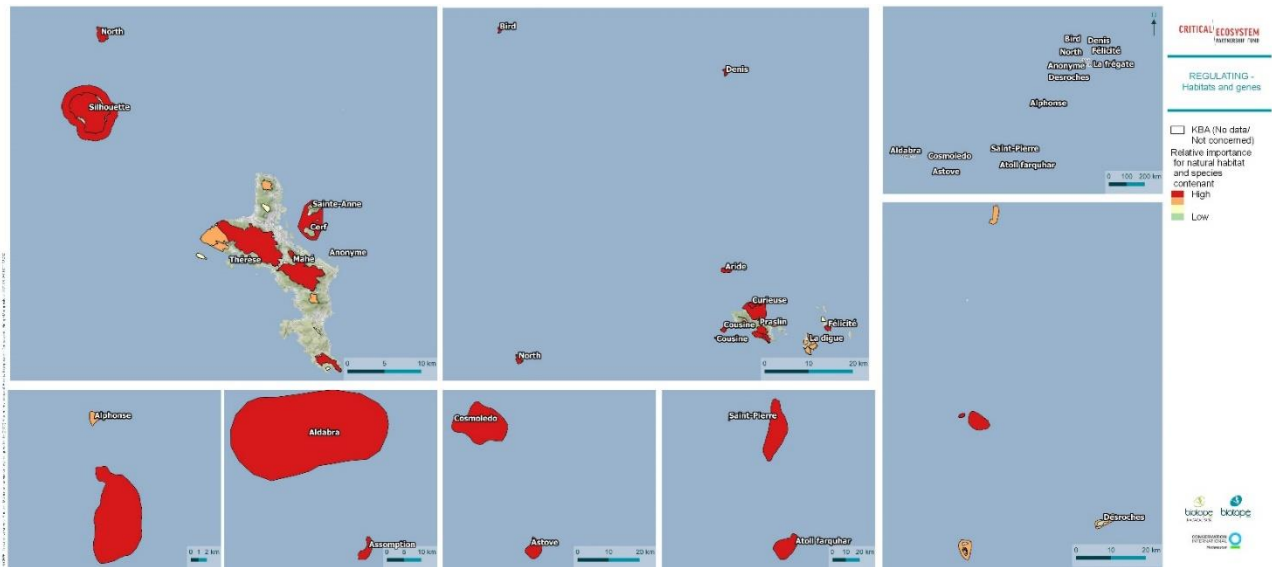 North
Silhouette
Sainte-Anne
Cerf
Anonyme
Mahé
Thérèse
0 5 10 km
Bird
Denis
Aride
Curieuse
Cousine
Praslin
Cousine
Félicité
La digue
North
0 10 20 km
Bird Denis
North Félicité
Anonyme La frégate
Desroches
Alphonse
Aldabra
Cosmoledo
Saint-Pierre
Astove
Atoll farquhar
0 100 200 km
CRITICAL ECOSYSTEM
PARTNERSHIP FUND
REGULATING -
Habitats and genes
KBA (No data/
Not concerned)
Relative importance
for natural habitat
and species
contenant
High
Low
Alphonse
0 1 2 km
Aldabra
Assomption
0 5 10 km
Cosmoledo
Astove
0 10 20 km
Saint-Pierre
Atoll farquhar
0 10 20 km
Désroches
0 10 20 km
biotope
biotope
CONSERVATION
INTERNATIONAL